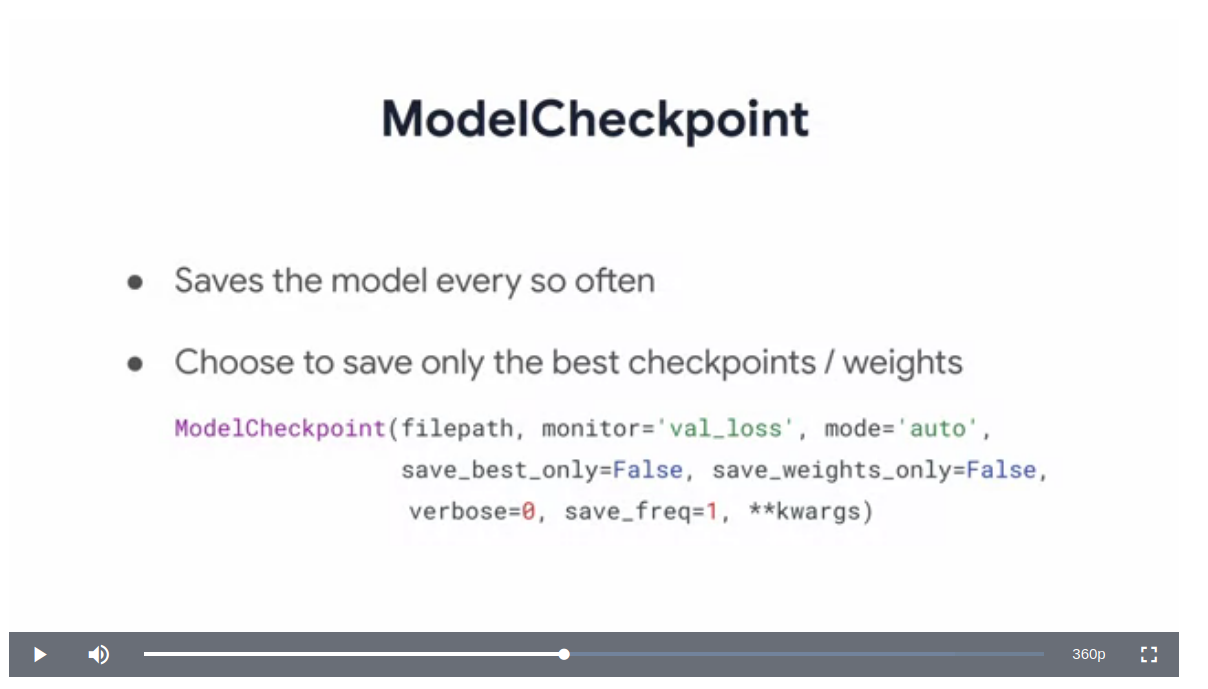 ModelCheckpoint
● Saves the model every so often
● Choose to save only the best checkpoints / weights
ModelCheckpoint(filepath, monitor='val_loss', mode='auto',
save_best_only=False, save_weights_only=False,
verbose=0, save_freq=1, **kwargs)
360p